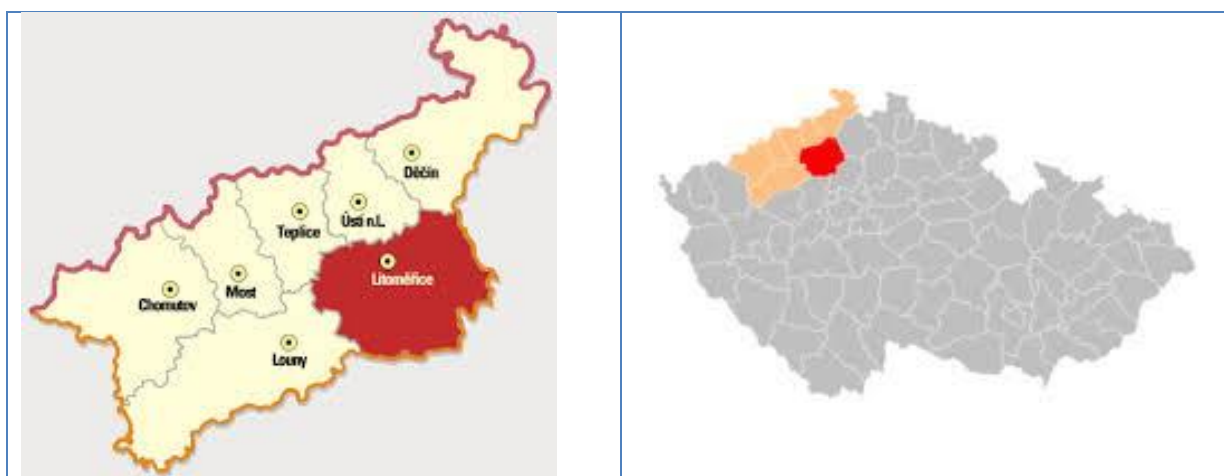 Děčín
Ústí n.L.
Teplice
Litoměřice
Most
Chomutov
Louny